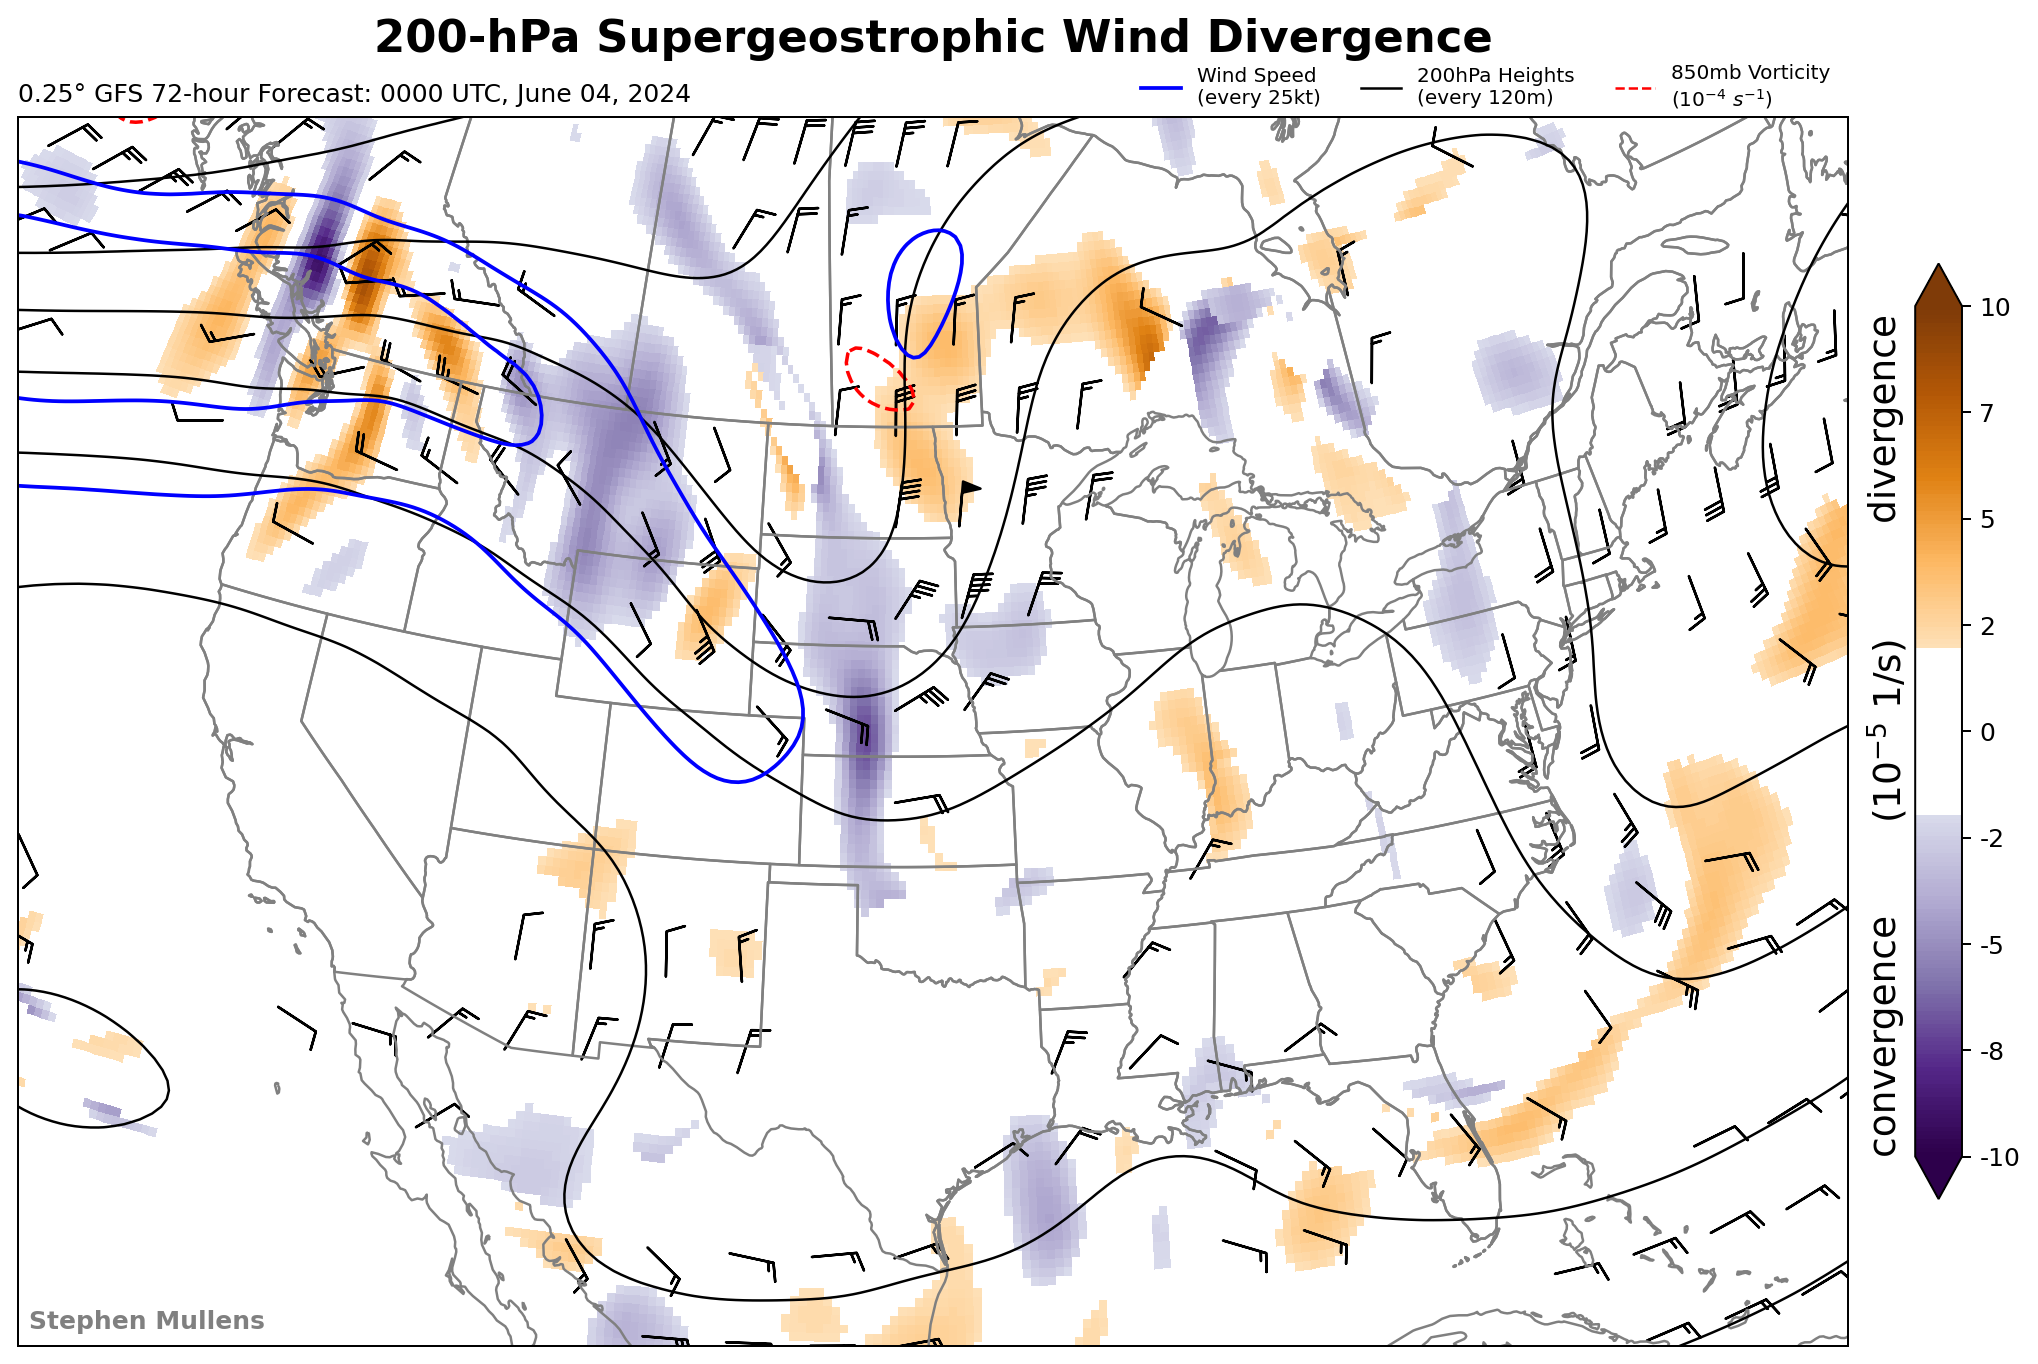 200-hPa Supergeostrophic Wind Divergence
0.25° GFS 72-hour Forecast: 0000 UTC, June 04, 2024
Wind Speed
(every 25kt)
200hPa Heights
(every 120m)
850mb Vorticity
(10⁻⁴ s⁻¹)
10
7
5
2
0
-2
-5
-8
-10
convergence (10⁻⁵ 1/s) divergence
Stephen Mullens